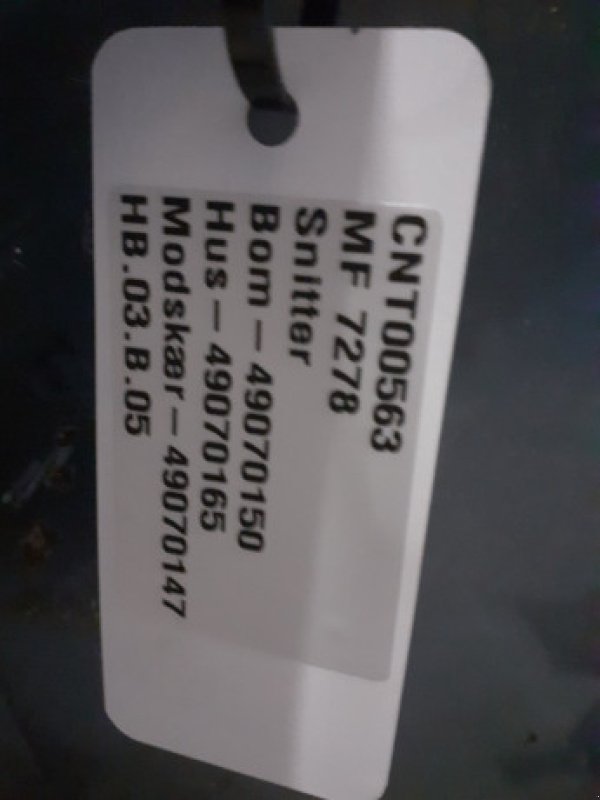 CNT00563
MF 7278
Snitter
Bom – 49070150
Hus – 49070165
Modskær – 49070147
HB.03.B.05